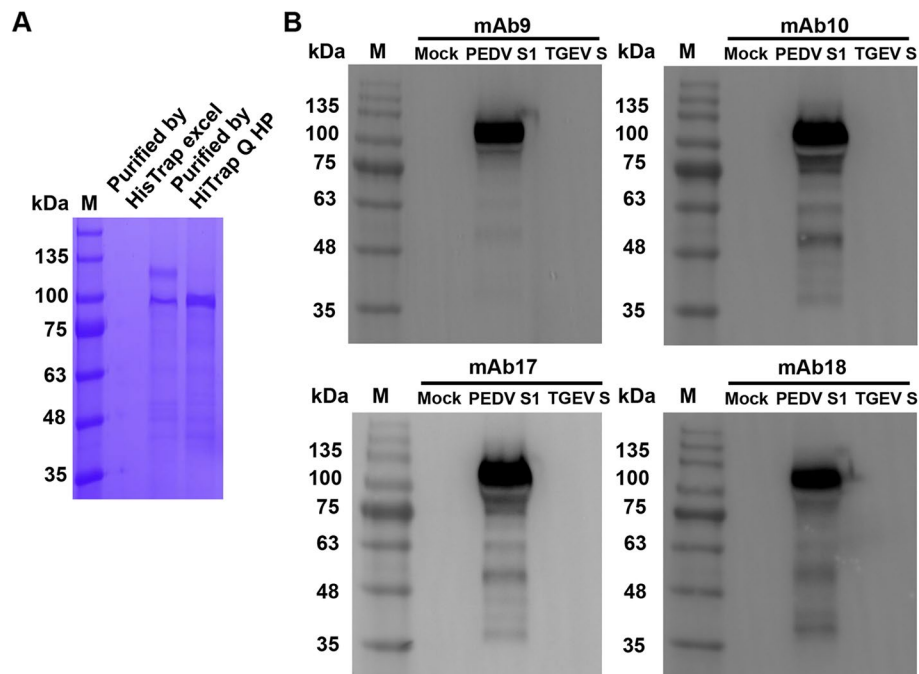 A
Purified by
HisTrap excel
Purified by
HiTrap Q HP
kDa M
135
100
75
63
48
35
B
mAb9
kDa M Mock PEDV S1 TGEV S
135
100
75
63
48
35
mAb10
kDa M Mock PEDV S1 TGEV S
135
100
75
63
48
35
mAb17
kDa M Mock PEDV S1 TGEV S
135
100
75
63
48
35
mAb18
kDa M Mock PEDV S1 TGEV S
135
100
75
63
48
35